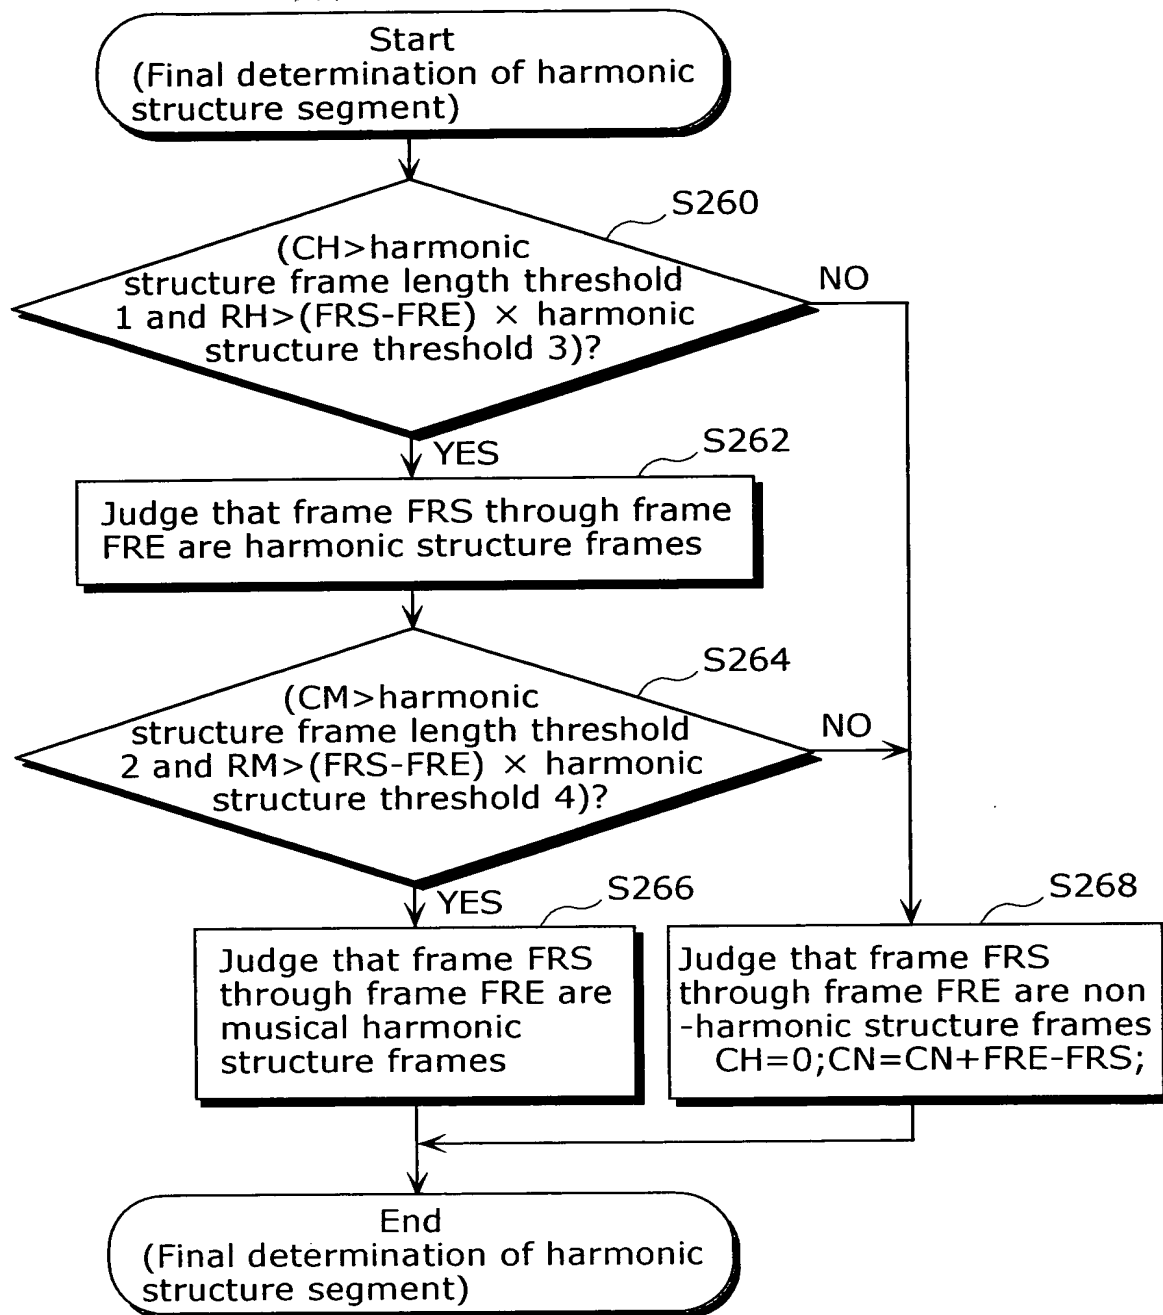 Start
(Final determination of harmonic
structure segment)
S260
(CH>harmonic
structure frame length threshold
1 and RH>(FRS-FRE) × harmonic
structure threshold 3)?
NO
YES
S262
Judge that frame FRS through frame
FRE are harmonic structure frames
S264
(CM>harmonic
structure frame length threshold
2 and RM>(FRS-FRE) × harmonic
structure threshold 4)?
NO
YES
S266
Judge that frame FRS
through frame FRE are
musical harmonic
structure frames
S268
Judge that frame FRS
through frame FRE are non
-harmonic structure frames
CH=0;CN=CN+FRE-FRS;
End
(Final determination of harmonic
structure segment)